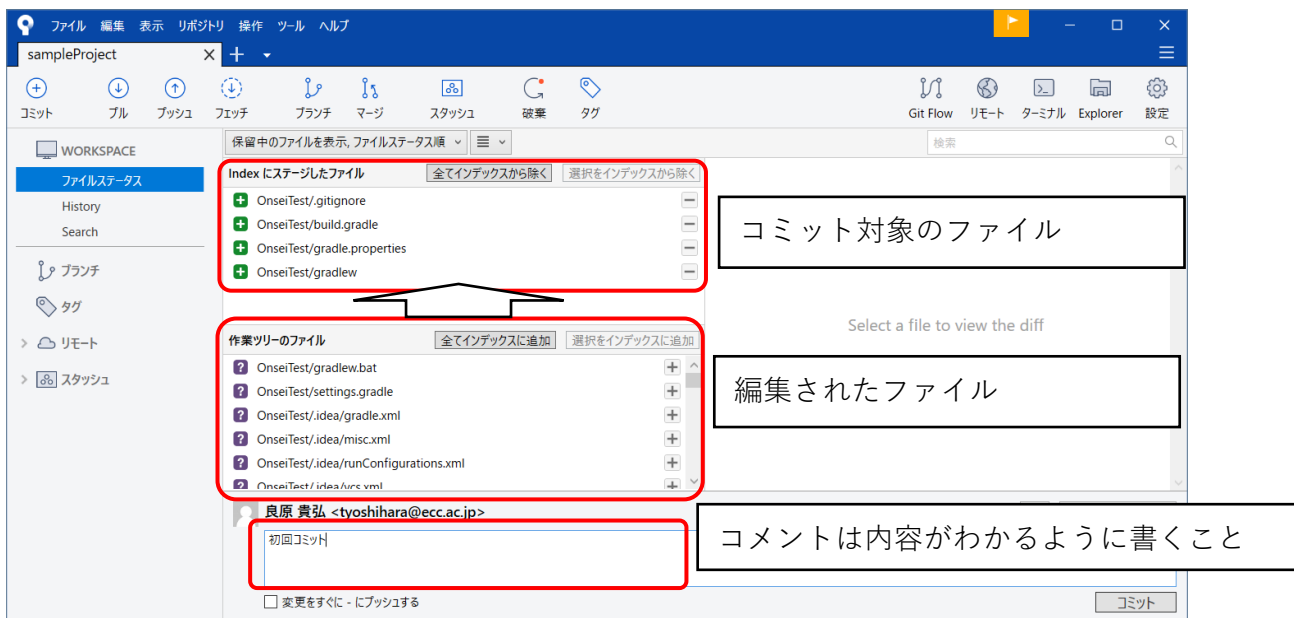 ファイル 編集 表示 リポジトリ 操作 ツール ヘルプ
sampleProject
コミット プル プッシュ フェッチ ブランチ マージ スタッシュ 破棄 タグ Git Flow リモート ターミナル Explorer 設定
WORKSPACE
ファイルステータス
History
Search
ブランチ
タグ
リモート
スタッシュ
保留中のファイルを表示, ファイルステータス順
検索
Index にステージしたファイル 全てインデックスから除く 選択をインデックスから除く
OnseiTest/.gitignore
OnseiTest/build.gradle
OnseiTest/gradle.properties
OnseiTest/gradlew
コミット対象のファイル
作業ツリーのファイル 全てインデックスに追加 選択をインデックスに追加
OnseiTest/gradlew.bat
OnseiTest/settings.gradle
OnseiTest/.idea/gradle.xml
OnseiTest/.idea/misc.xml
OnseiTest/.idea/runConfigurations.xml
OnseiTest/.idea/vcs.xml
Select a file to view the diff
編集されたファイル
良原 貴弘 <tyoshihara@ecc.ac.jp>
初回コミット
コメントは内容がわかるように書くこと
変更をすぐに - にプッシュする
コミット